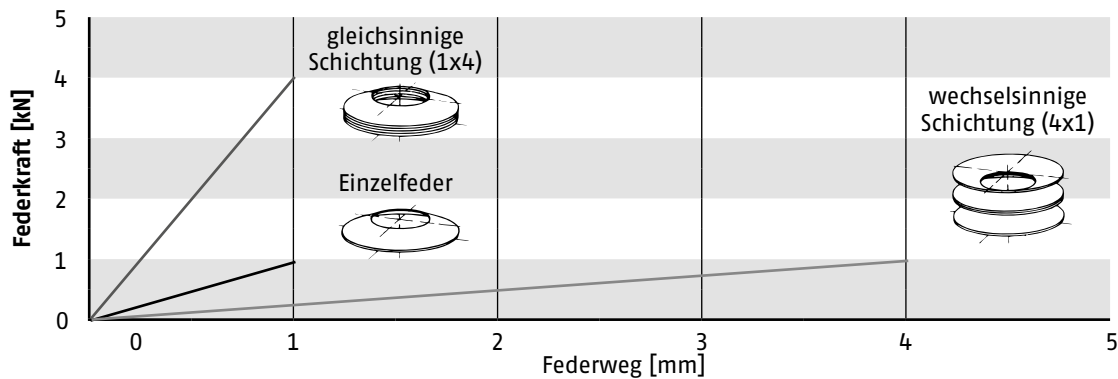 5
4
3
2
1
0
Federkraft [kN]
gleichsinnige
Schichtung (1x4)
Einzelfeder
wechselsinnige
Schichtung (4x1)
0 1 2 3 4 5
Federweg [mm]